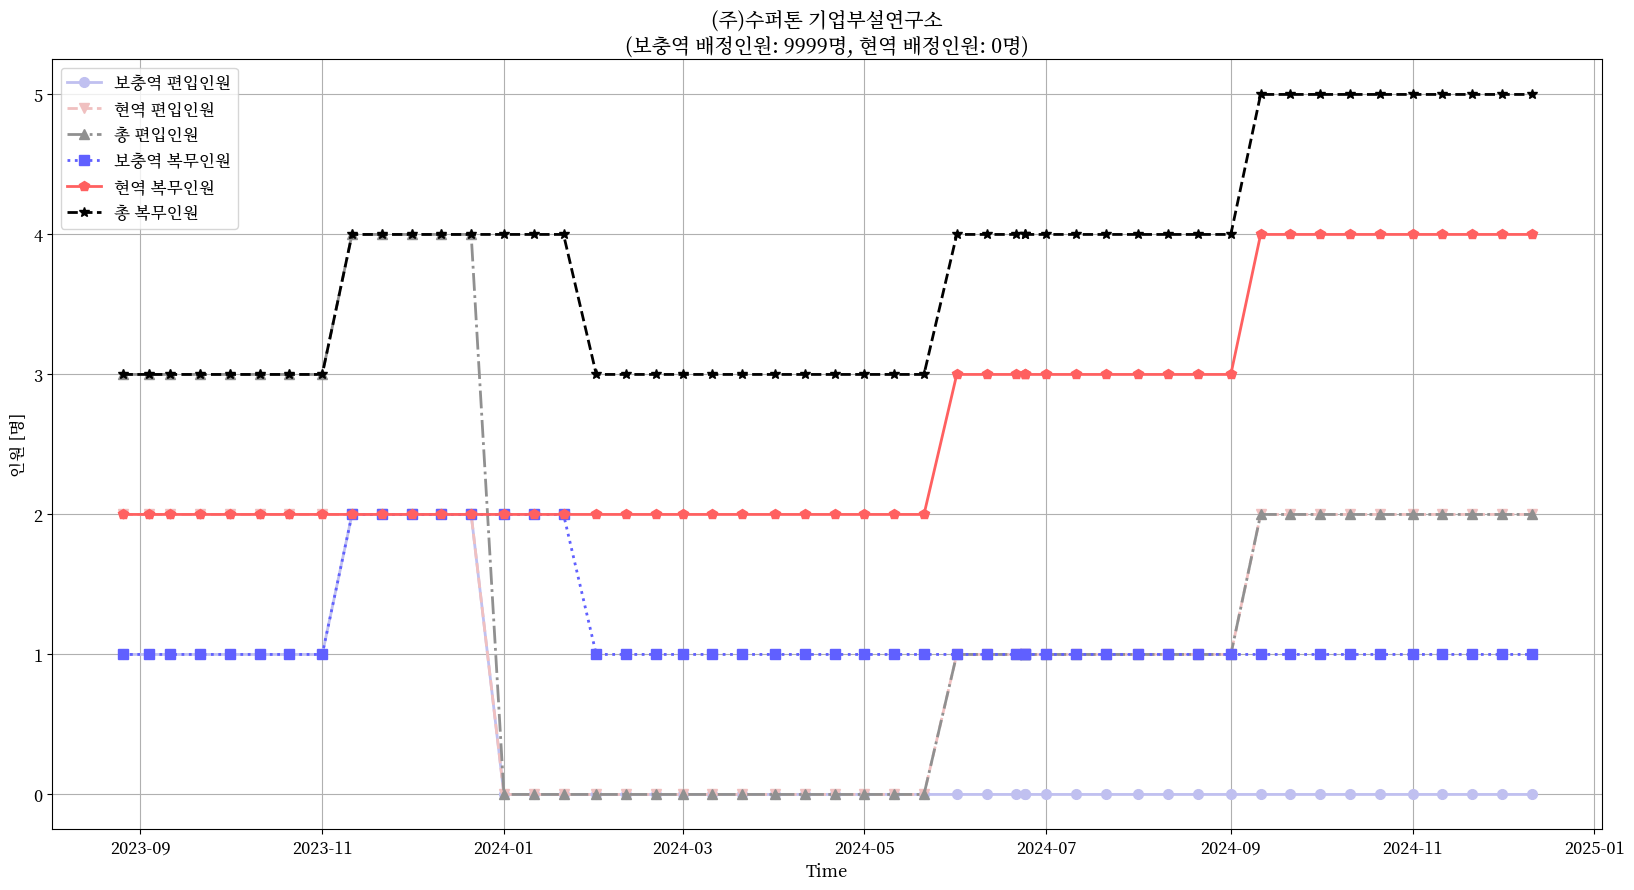 (주)수퍼톤 기업부설연구소
(보충역 배정인원: 9999명, 현역 배정인원: 0명)
보충역 편입인원
현역 편입인원
총 편입인원
보충역 복무인원
현역 복무인원
총 복무인원
5
4
3
2
1
0
인원 [명]
2023-09
2023-11
2024-01
2024-03
2024-05
2024-07
2024-09
2024-11
2025-01
Time